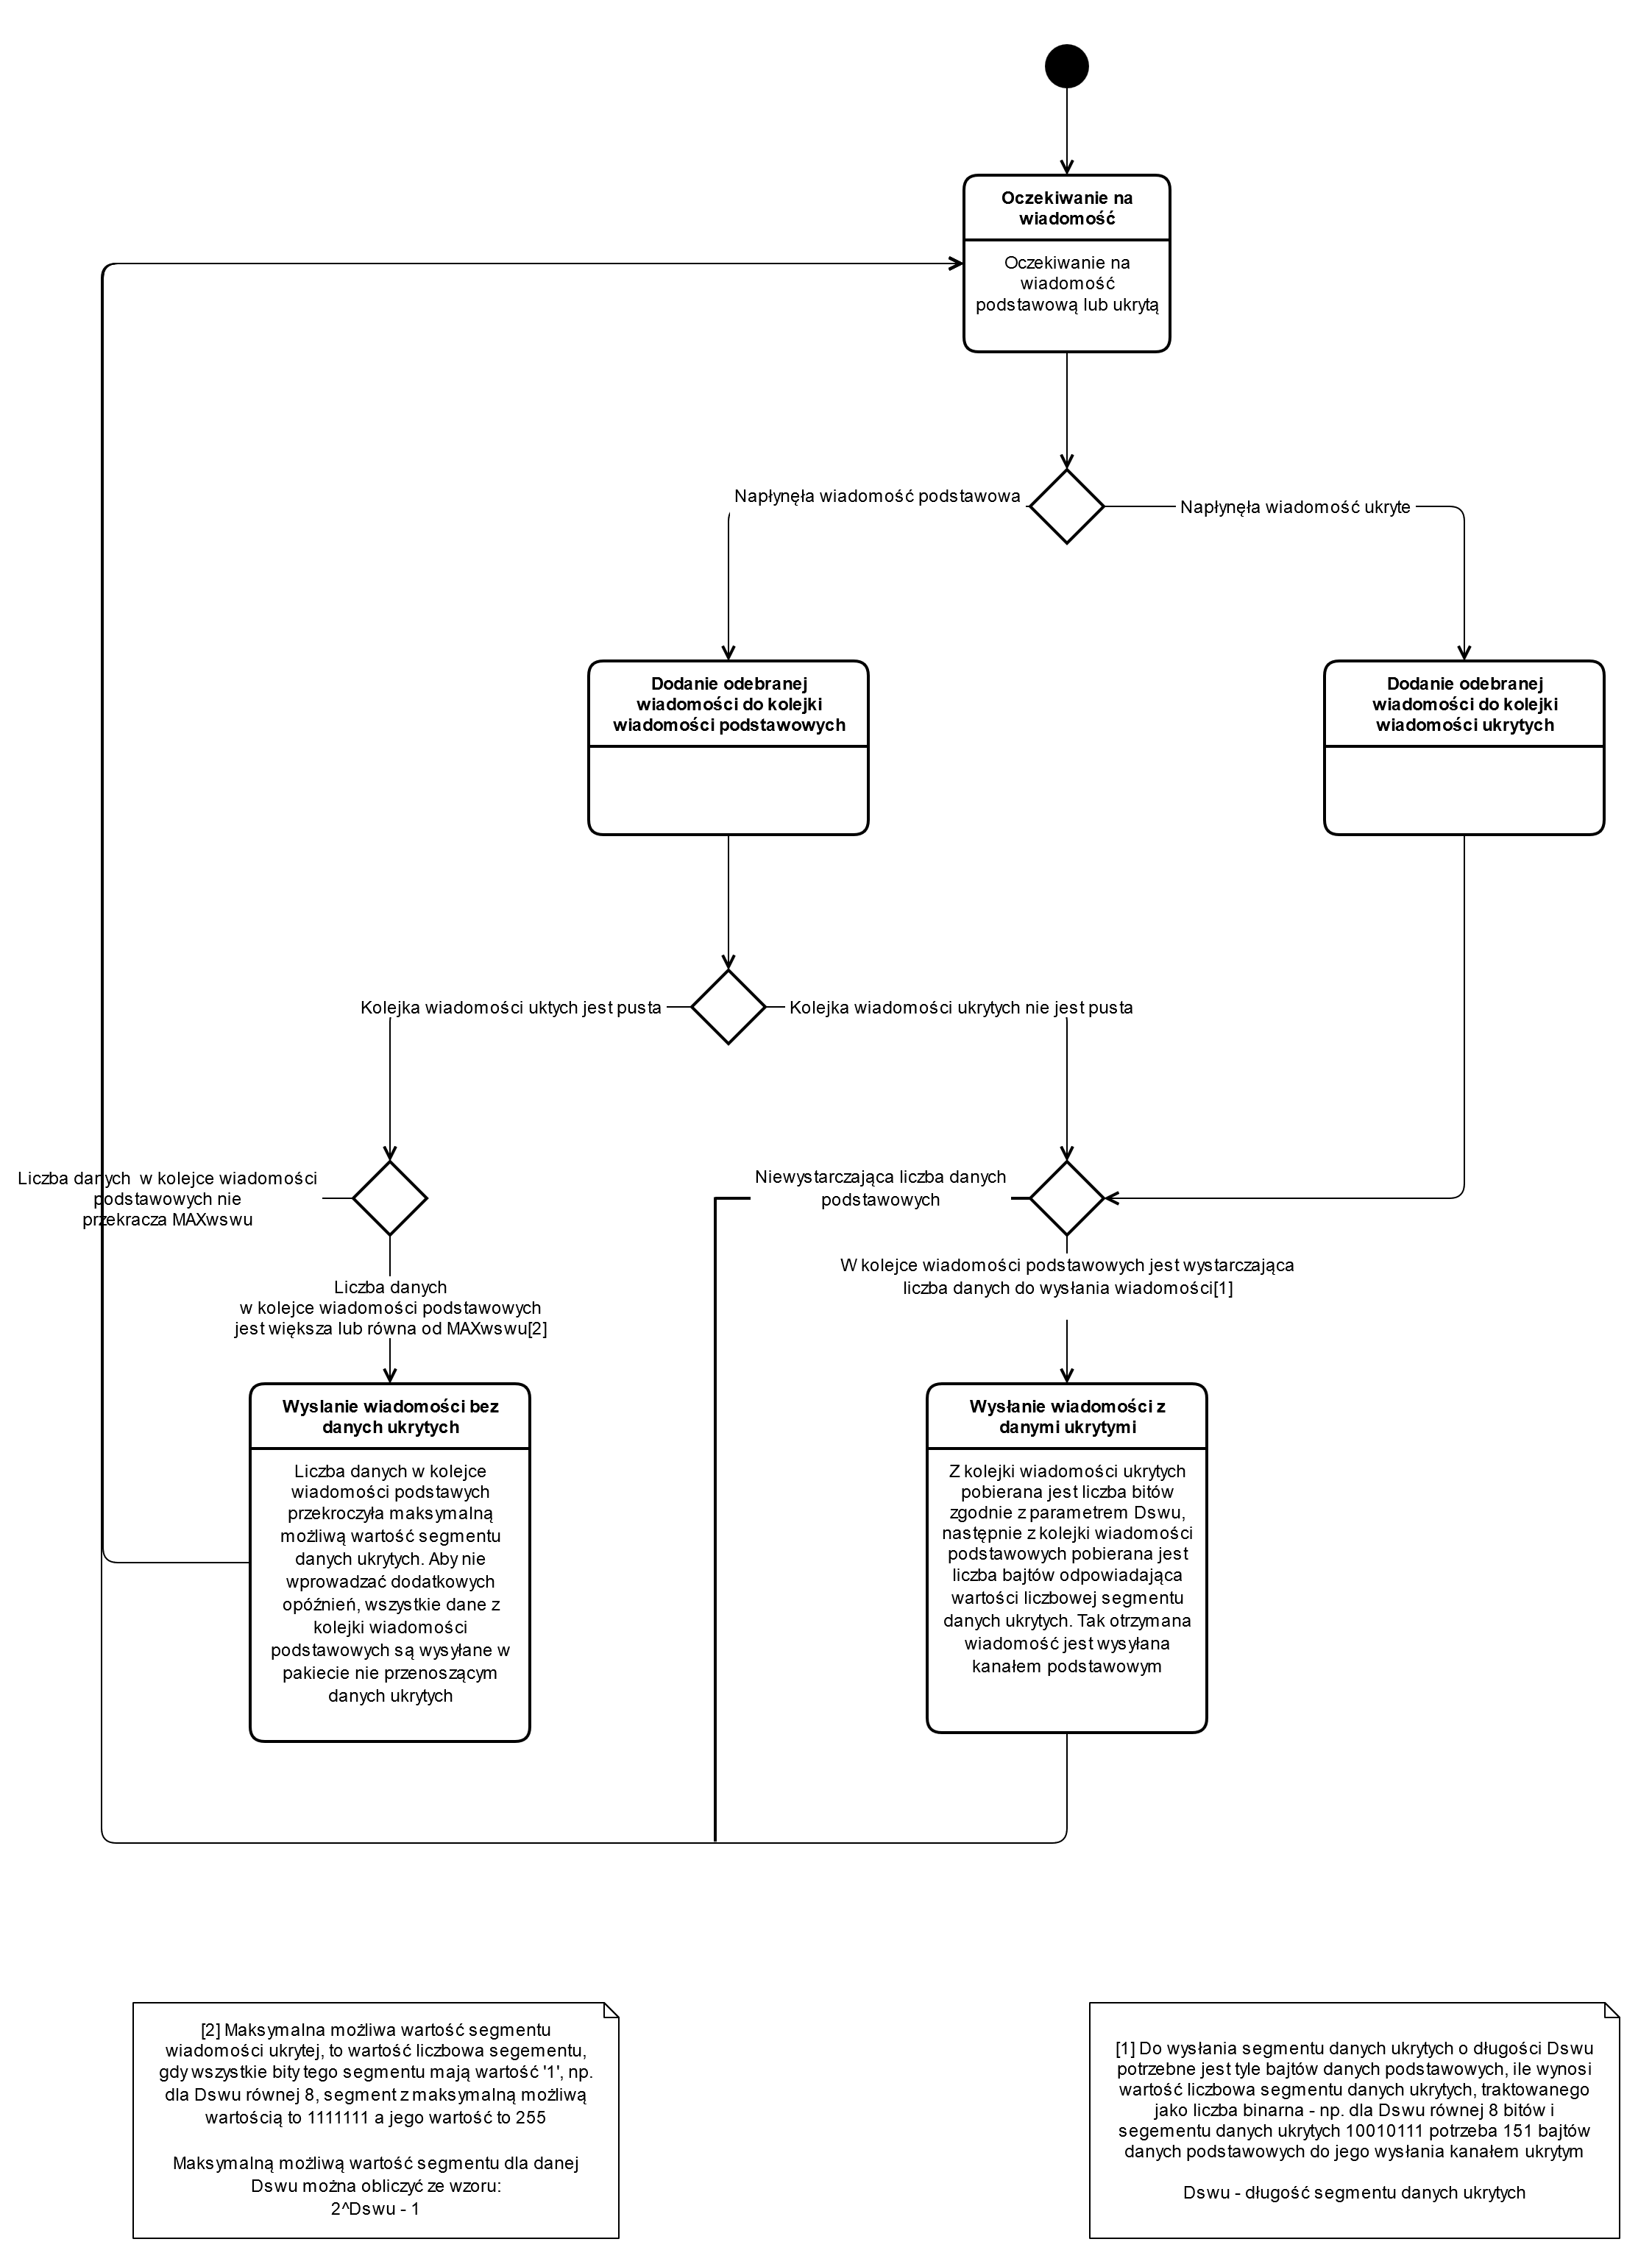 Oczekiwanie na
wiadomość
Oczekiwanie na
wiadomość
podstawową lub ukrytą
Napłynęła wiadomość podstawowa
Napłynęła wiadomość ukryte
Dodanie odebranej
wiadomości do kolejki
wiadomości podstawowych
Dodanie odebranej
wiadomości do kolejki
wiadomości ukrytych
Kolejka wiadomości uktych jest pusta
Kolejka wiadomości ukrytych nie jest pusta
Liczba danych w kolejce wiadomości
podstawowych nie
przekracza MAXwswu
Niewystarczająca liczba danych
podstawowych
Liczba danych
w kolejce wiadomości podstawowych
jest większa lub równa od MAXwswu[2]
W kolejce wiadomości podstawowych jest wystarczająca
liczba danych do wysłania wiadomości[1]
Wyslanie wiadomości bez
danych ukrytych
Liczba danych w kolejce
wiadomości podstawych
przekroczyła maksymalną
możliwą wartość segmentu
danych ukrytych. Aby nie
wprowadzać dodatkowych
opóźnień, wszystkie dane z
kolejki wiadomości
podstawowych są wysyłane w
pakiecie nie przenoszącym
danych ukrytych
Wysłanie wiadomości z
danymi ukrytymi
Z kolejki wiadomości ukrytych
pobierana jest liczba bitów
zgodnie z parametrem Dswu,
następnie z kolejki wiadomości
podstawowych pobierana jest
liczba bajtów odpowiadająca
wartości liczbowej segmentu
danych ukrytych. Tak otrzymana
wiadomość jest wysyłana
kanałem podstawowym
[2] Maksymalna możliwa wartość segmentu
wiadomości ukrytej, to wartość liczbowa segementu,
gdy wszystkie bity tego segmentu mają wartość '1', np.
dla Dswu równej 8, segment z maksymalną możliwą
wartością to 1111111 a jego wartość to 255
Maksymalną możliwą wartość segmentu dla danej
Dswu można obliczyć ze wzoru:
2^Dswu - 1
[1] Do wysłania segmentu danych ukrytych o długości Dswu
potrzebne jest tyle bajtów danych podstawowych, ile wynosi
wartość liczbowa segmentu danych ukrytych, traktowanego
jako liczba binarna - np. dla Dswu równej 8 bitów i
segementu danych ukrytych 10010111 potrzeba 151 bajtów
danych podstawowych do jego wysłania kanałem ukrytym
Dswu - długość segmentu danych ukrytych